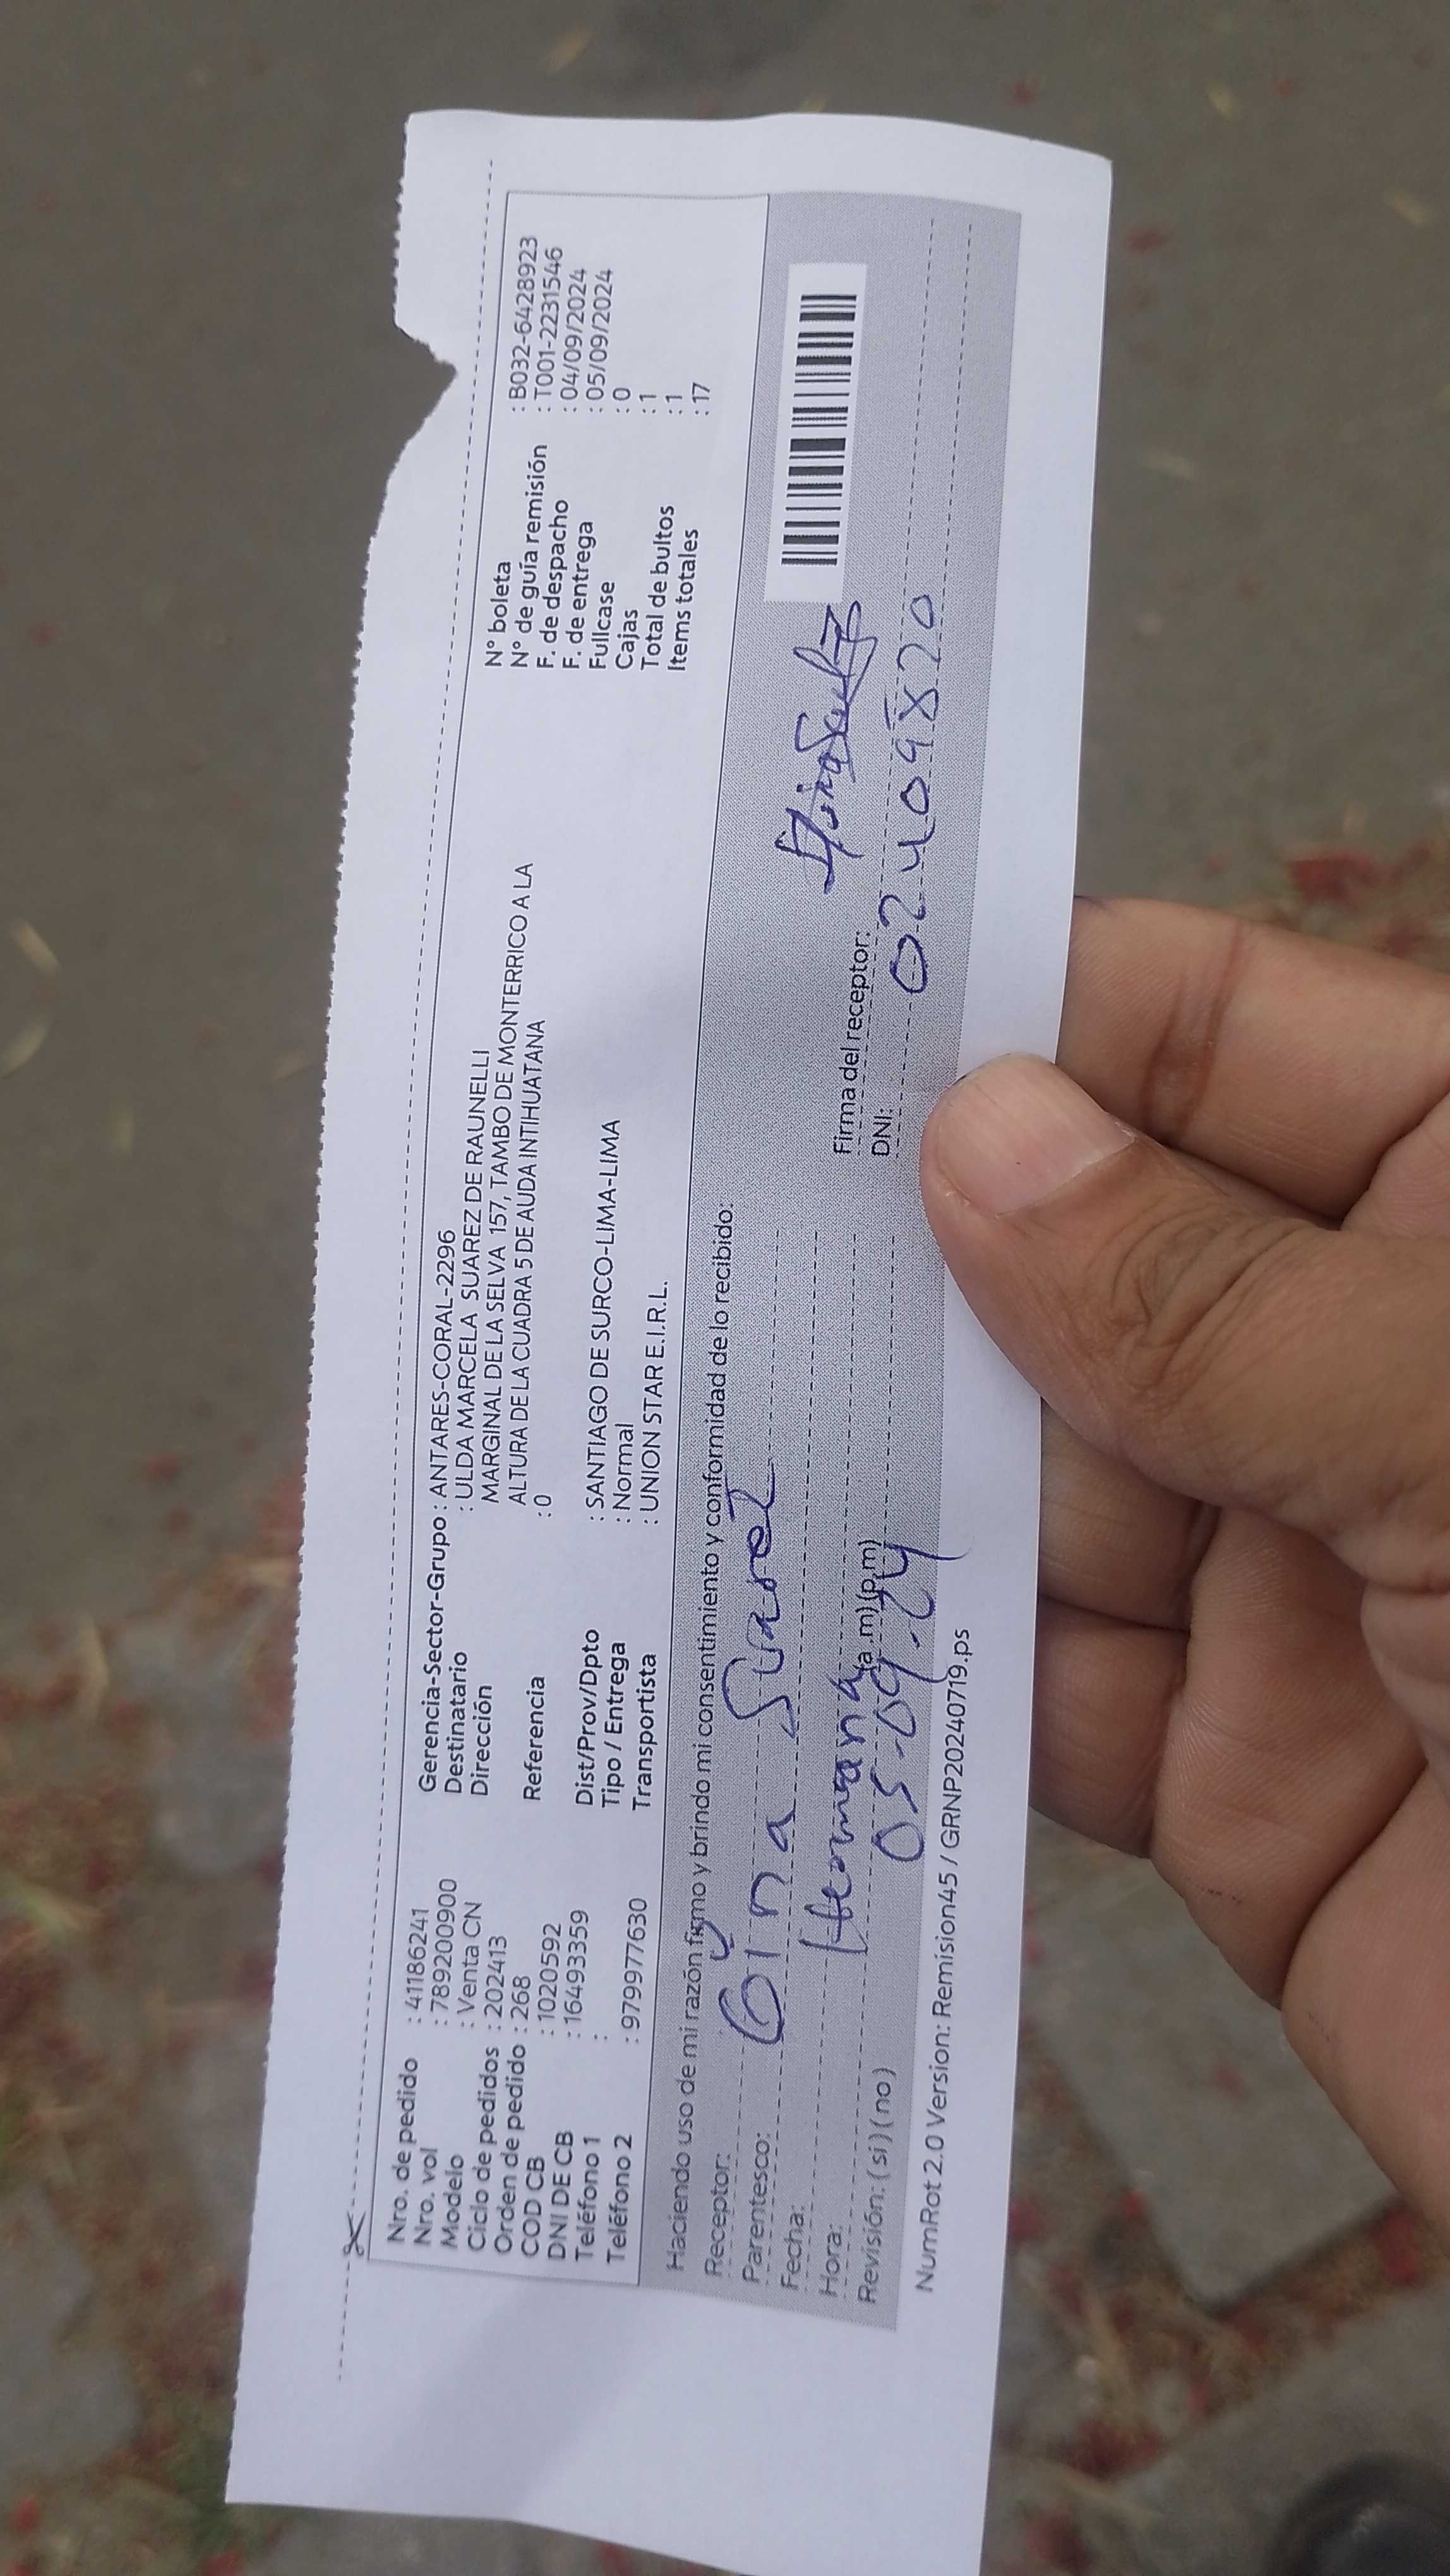 Nro. de pedido : 41186241
Nro. vol : 789200900
Modelo : Venta CN
Ciclo de pedidos : 202413
Orden de pedido : 268
COD CB : 1020592
DNI DE CB : 16493359
Teléfono 1 :
Teléfono 2 : 979977630
Gerencia-Sector-Grupo : ANTARES-CORAL-2296
Destinatario : ULDA MARCELA SUAREZ DE RAUNELLI
Dirección MARGINAL DE LA SELVA 157, TAMBO DE MONTERRICO A LA
ALTURA DE LA CUADRA 5 DE AUDA INTIHUATANA
Referencia : 0
Dist/Prov/Dpto : SANTIAGO DE SURCO-LIMA-LIMA
Tipo / Entrega : Normal
Transportista : UNION STAR E.I.R.L.
N° boleta : B032-6428923
N° de guía remisión : T001-2231546
F. de despacho : 04/09/2024
F. de entrega : 05/09/2024
Fullcase : 0
Cajas : 1
Total de bultos : 1
Items totales : 17
Haciendo uso de mi razón firmo y brindo mi consentimiento y conformidad de lo recibido:
Receptor: Gina Suarez
Parentesco: Hermana
Fecha: 05-09-24
Hora: (a.m)(p.m)
Revisión: ( si ) ( no )
Firma del receptor:
DNI: 02409820
NumRot 2.0 Version: Remision45 / GRNP20240719.ps